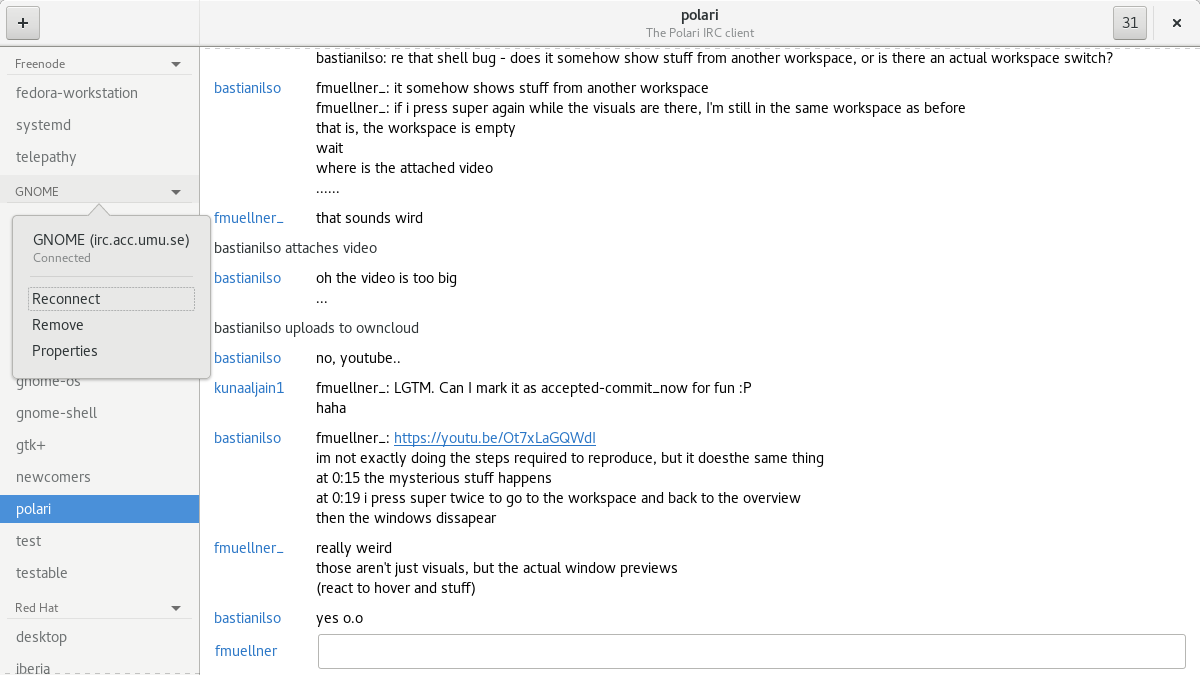 +
polari
The Polari IRC client
31
×
Freenode
fedora-workstation
systemd
telepathy
GNOME
GNOME (irc.acc.umu.se)
Connected
Reconnect
Remove
Properties
gnome-os
gnome-shell
gtk+
newcomers
polari
test
testable
Red Hat
desktop
iberia
bastianilso: re that shell bug - does it somehow show stuff from another workspace, or is there an actual workspace switch?
bastianilso fmuellner_: it somehow shows stuff from another workspace
fmuellner_: if i press super again while the visuals are there, I'm still in the same workspace as before
that is, the workspace is empty
wait
where is the attached video
......
fmuellner_ that sounds wird
bastianilso attaches video
bastianilso oh the video is too big
...
bastianilso uploads to owncloud
bastianilso no, youtube..
kunaaljain1 fmuellner_: LGTM. Can I mark it as accepted-commit_now for fun :P
haha
bastianilso fmuellner_: https://youtu.be/Ot7xLaGQWdI
im not exactly doing the steps required to reproduce, but it doesthe same thing
at 0:15 the mysterious stuff happens
at 0:19 i press super twice to go to the workspace and back to the overview
then the windows dissapear
fmuellner_ really weird
those aren't just visuals, but the actual window previews
(react to hover and stuff)
bastianilso yes o.o
fmuellner